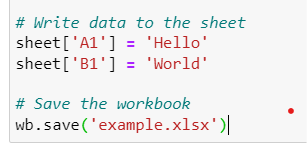 # Write data to the sheet
sheet['A1'] = 'Hello'
sheet['B1'] = 'World'
# Save the workbook
wb.save('example.xlsx')